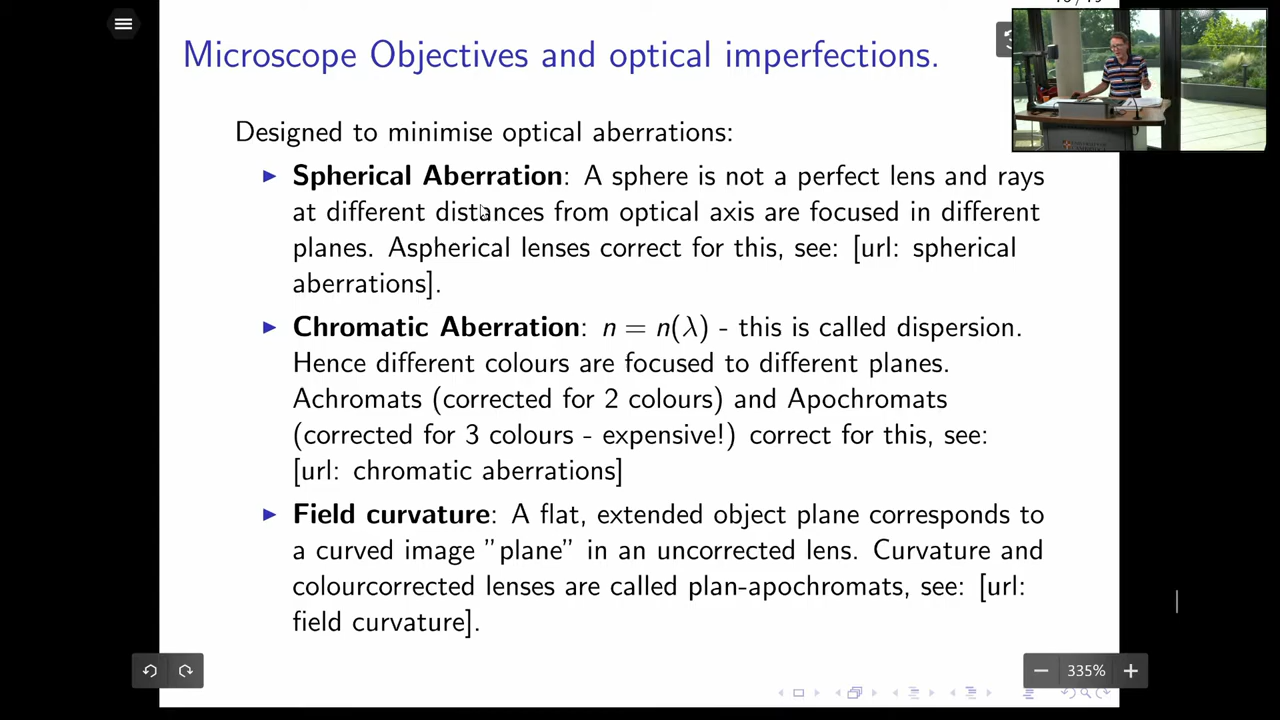 Microscope Objectives and optical imperfections.
Designed to minimise optical aberrations:
Spherical Aberration: A sphere is not a perfect lens and rays
at different distances from optical axis are focused in different
planes. Aspherical lenses correct for this, see: [url: spherical
aberrations].
Chromatic Aberration: n = n(λ) - this is called dispersion.
Hence different colours are focused to different planes.
Achromats (corrected for 2 colours) and Apochromats
(corrected for 3 colours - expensive!) correct for this, see:
[url: chromatic aberrations]
Field curvature: A flat, extended object plane corresponds to
a curved image "plane" in an uncorrected lens. Curvature and
colourcorrected lenses are called plan-apochromats, see: [url:
field curvature].
335%